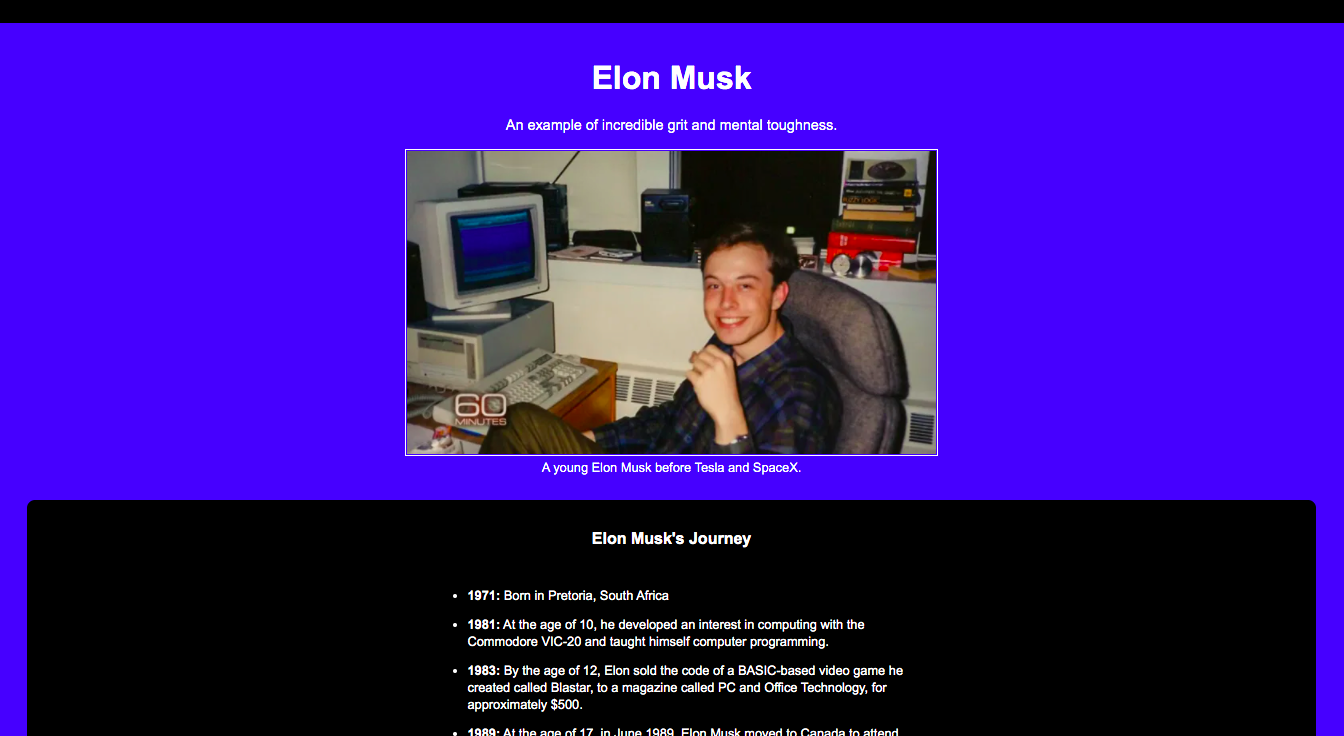 Elon Musk
An example of incredible grit and mental toughness.
60
MINUTES
A young Elon Musk before Tesla and SpaceX.
Elon Musk's Journey
• 1971: Born in Pretoria, South Africa
• 1981: At the age of 10, he developed an interest in computing with the
Commodore VIC-20 and taught himself computer programming.
• 1983: By the age of 12, Elon sold the code of a BASIC-based video game he
created called Blastar, to a magazine called PC and Office Technology, for
approximately $500.
• 1989: At the age of 17, in June 1989, Elon Musk moved to Canada to attend